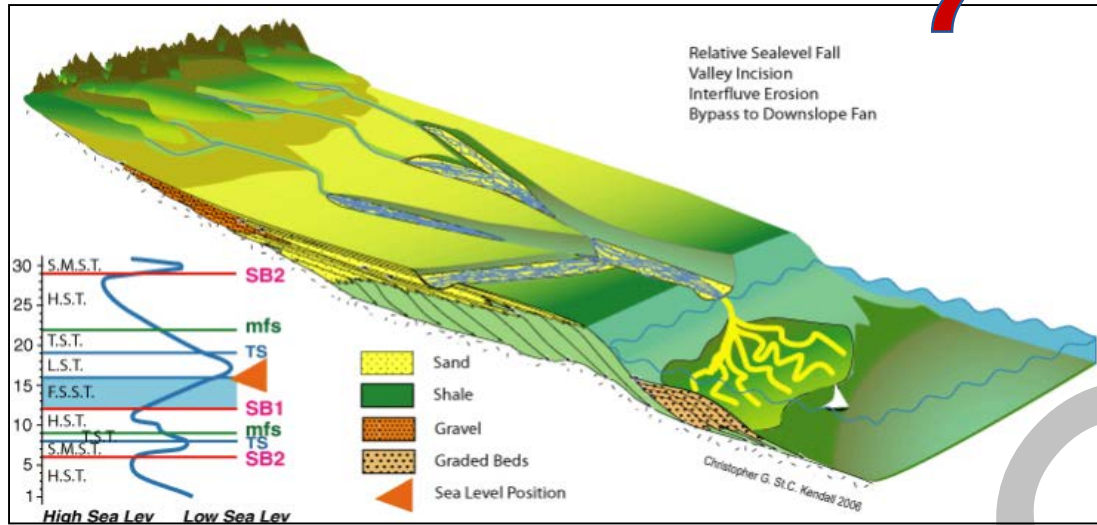 7
Relative Sealevel Fall
Valley Incision
Interfluve Erosion
Bypass to Downslope Fan
30
25
20
15
10
5
1
S.M.S.T.
SB2
H.S.T.
mfs
T.S.T.
TS
L.S.T.
F.S.S.T.
SB1
H.S.T.
mfs
T.S.T.
TS
S.M.S.T.
SB2
H.S.T.
High Sea Lev Low Sea Lev
Sand
Shale
Gravel
Graded Beds
Sea Level Position
Christopher G. St.C. Kendall 2006